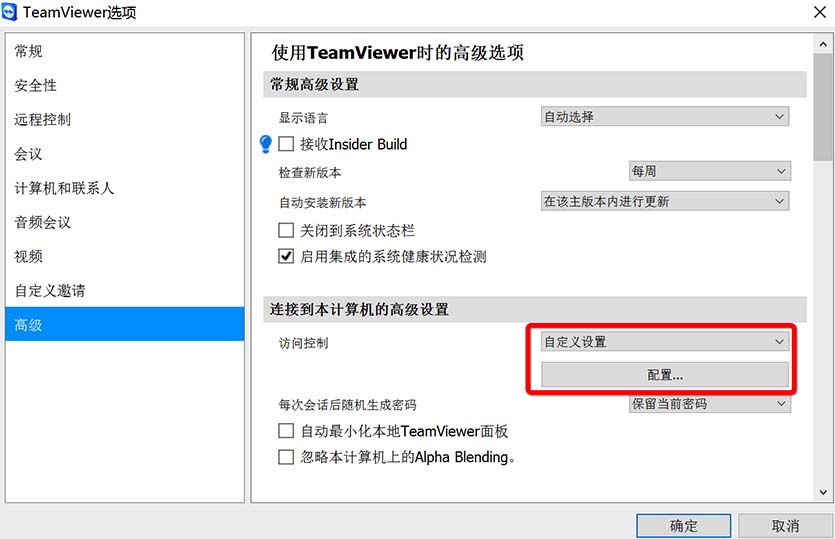 TeamViewer选项
常规
安全性
远程控制
会议
计算机和联系人
音频会议
视频
自定义邀请
高级
使用TeamViewer时的高级选项
常规高级设置
显示语言 自动选择
接收Insider Build
检查新版本 每周
自动安装新版本 在该主版本内进行更新
关闭到系统状态栏
启用集成的系统健康状况检测
连接到本计算机的高级设置
访问控制 自定义设置
配置...
每次会话后随机生成密码 保留当前密码
自动最小化本地TeamViewer面板
忽略本计算机上的Alpha Blending。
确定 取消